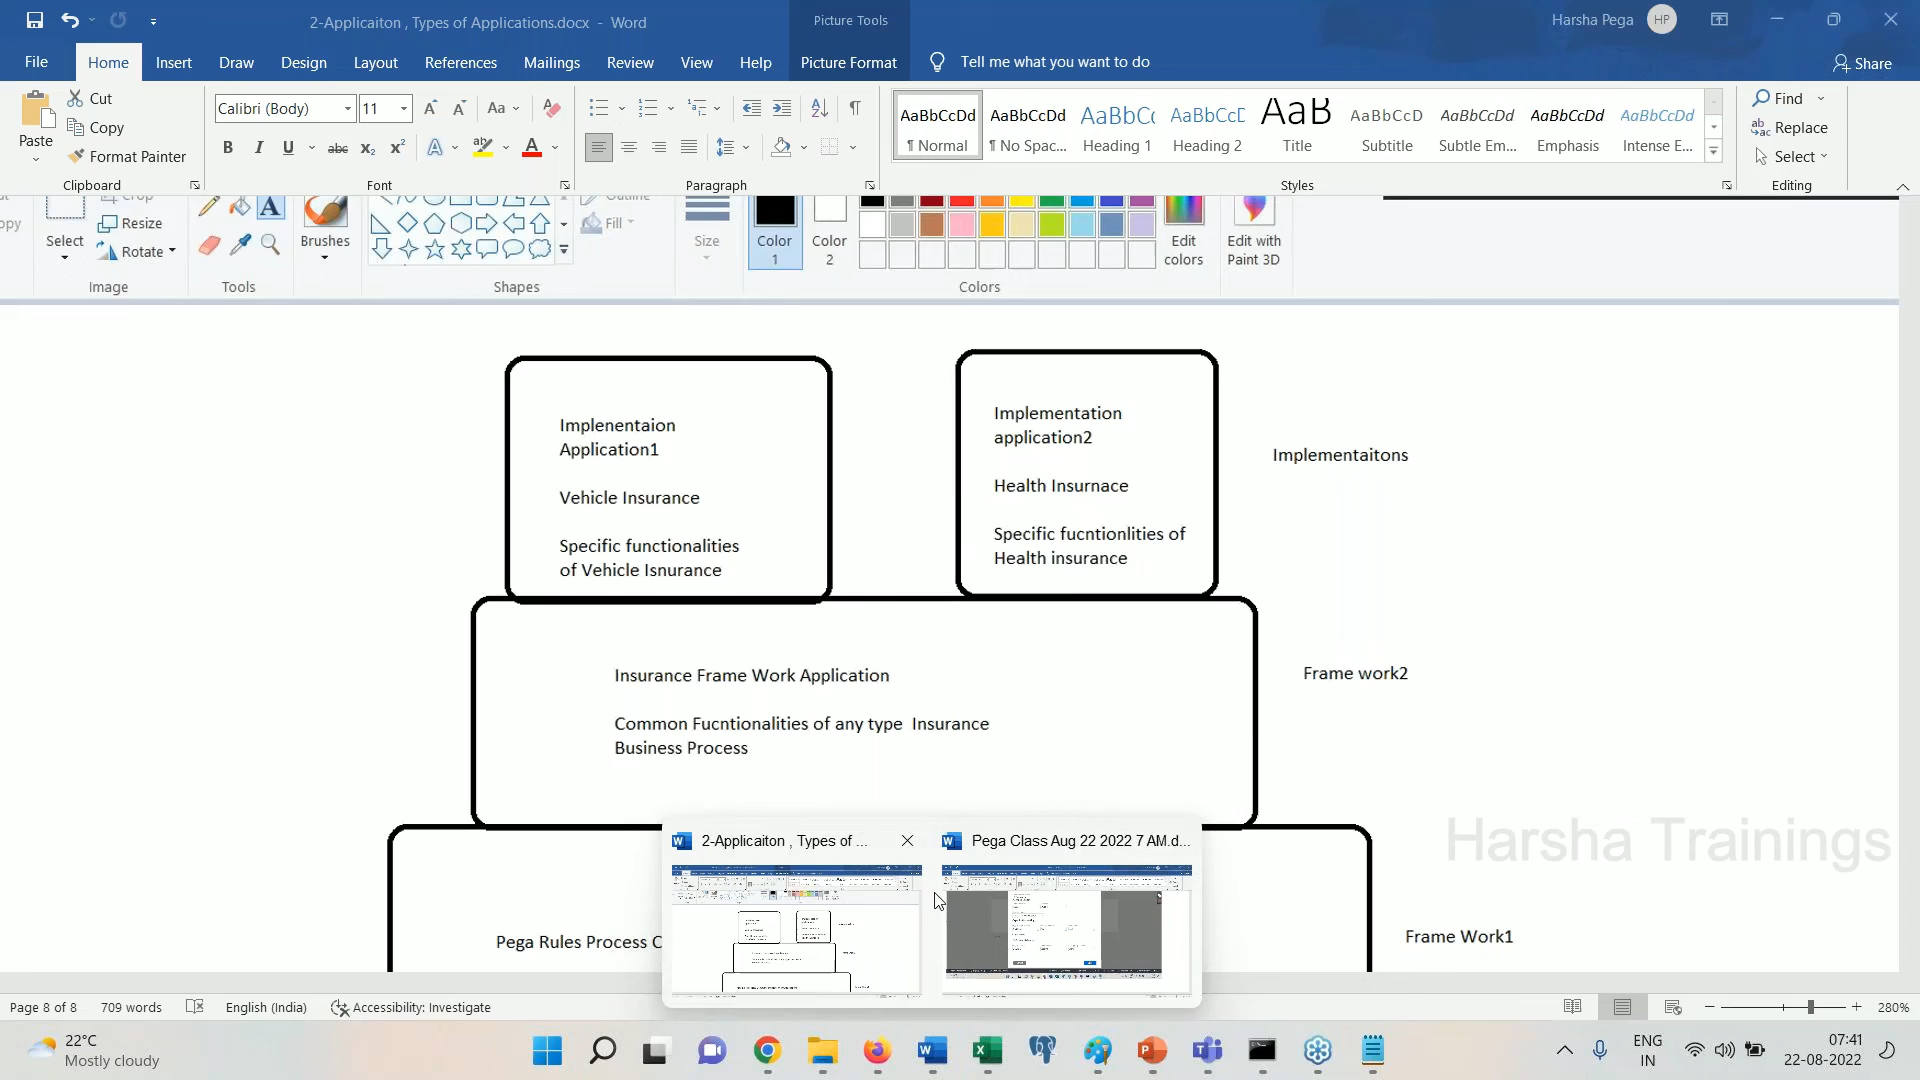 2-Applicaiton , Types of Applications.docx - Word
Picture Tools
Harsha Pega
HP
File
Home
Insert
Draw
Design
Layout
References
Mailings
Review
View
Help
Picture Format
Tell me what you want to do
Share
Paste
Cut
Copy
Format Painter
Clipboard
Calibri (Body)
11
Font
Paragraph
AaBbCcDd
¶ Normal
AaBbCcDd
¶ No Spac...
AaBbCc
Heading 1
AaBbCcD
Heading 2
AaB
Title
AaBbCcD
Subtitle
AaBbCcDd
Subtle Em...
AaBbCcDd
Emphasis
AaBbCcDd
Intense E...
Styles
Find
Replace
Select
Editing
Crop
Resize
Rotate
Select
Image
Tools
Brushes
Shapes
Outline
Fill
Size
Color
1
Color
2
Colors
Edit
colors
Edit with
Paint 3D
Implenentaion
Application1
Vehicle Insurance
Specific functionalities
of Vehicle Isnurance
Implementation
application2
Health Insurnace
Specific fucntionlities of
Health insurance
Implementaitons
Insurance Frame Work Application
Common Fucntionalities of any type Insurance
Business Process
Frame work2
Harsha Trainings
2-Applicaiton , Types of ...
Pega Class Aug 22 2022 7 AM.d...
Pega Rules Process C
Frame Work1
Page 8 of 8
709 words
English (India)
Accessibility: Investigate
280%
22°C
Mostly cloudy
ENG
IN
07:41
22-08-2022